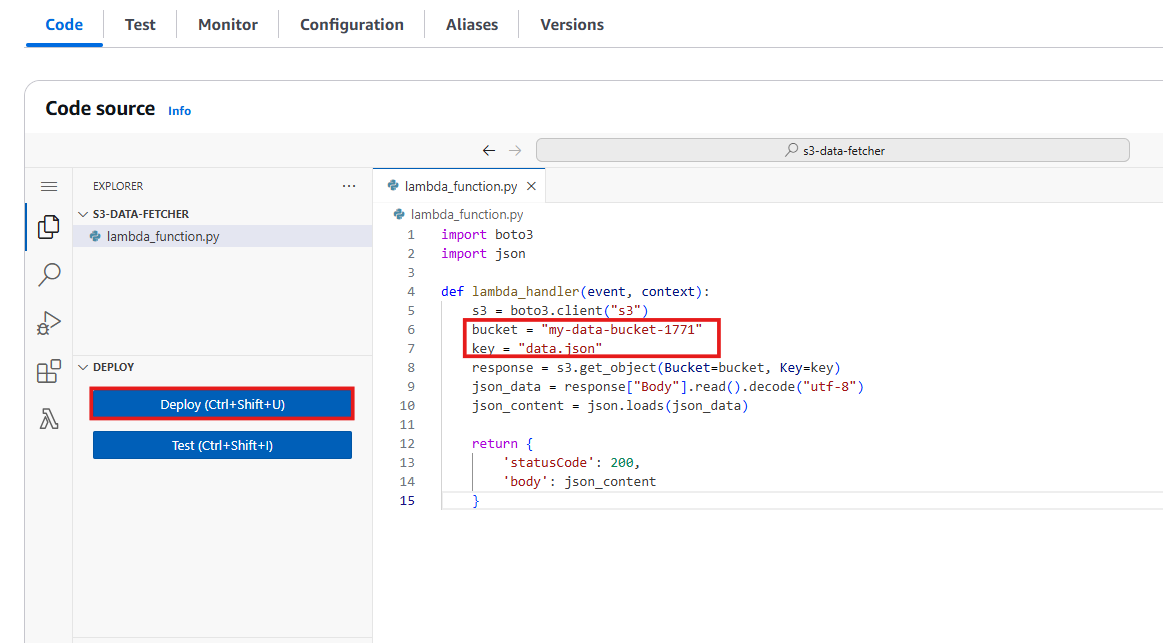 Code Test Monitor Configuration Aliases Versions
Code source Info
s3-data-fetcher
EXPLORER
S3-DATA-FETCHER
lambda_function.py
DEPLOY
Deploy (Ctrl+Shift+U)
Test (Ctrl+Shift+I)
lambda_function.py
lambda_function.py
1 import boto3
2 import json
3
4 def lambda_handler(event, context):
5 s3 = boto3.client("s3")
6 bucket = "my-data-bucket-1771"
7 key = "data.json"
8 response = s3.get_object(Bucket=bucket, Key=key)
9 json_data = response["Body"].read().decode("utf-8")
10 json_content = json.loads(json_data)
11
12 return {
13 'statusCode': 200,
14 'body': json_content
15 }